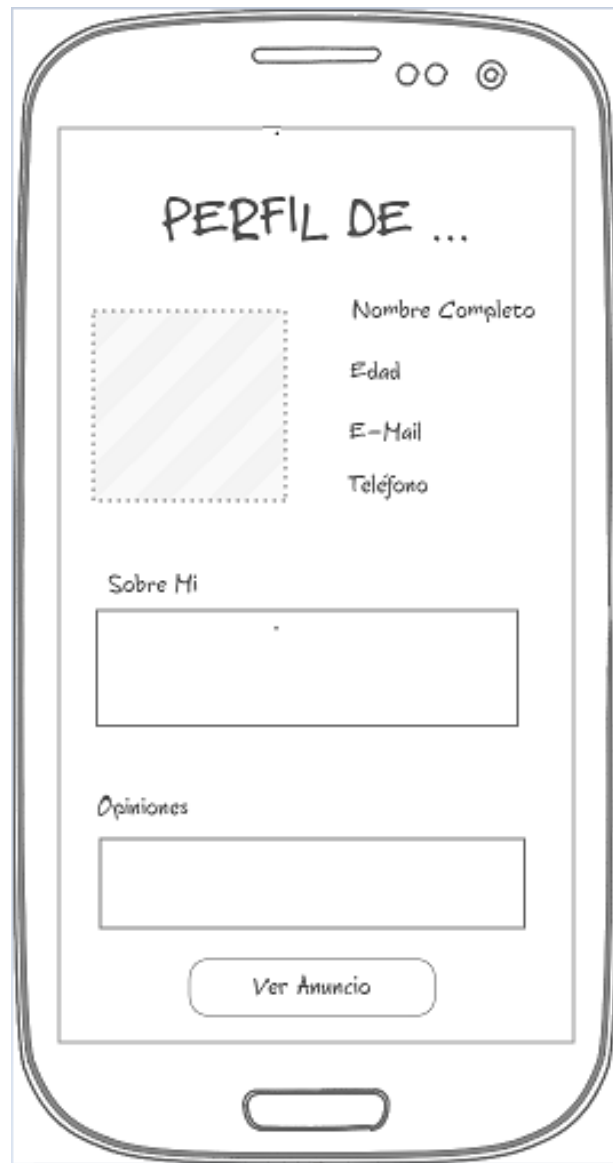 PERFIL DE ...
Nombre Completo
Edad
E-Mail
Teléfono
Sobre Mi
Opiniones
Ver Anuncio